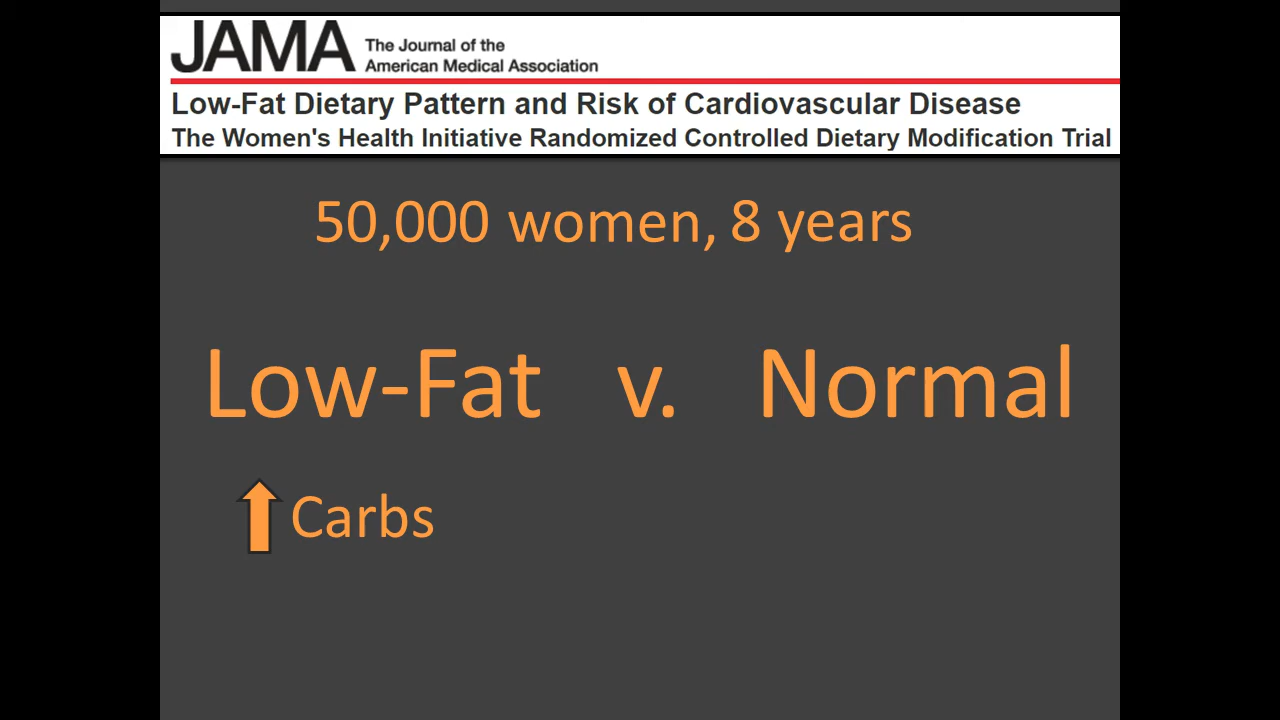 JAMA The Journal of the
American Medical Association
Low-Fat Dietary Pattern and Risk of Cardiovascular Disease
The Women's Health Initiative Randomized Controlled Dietary Modification Trial
50,000 women, 8 years
Low-Fat v. Normal
Carbs